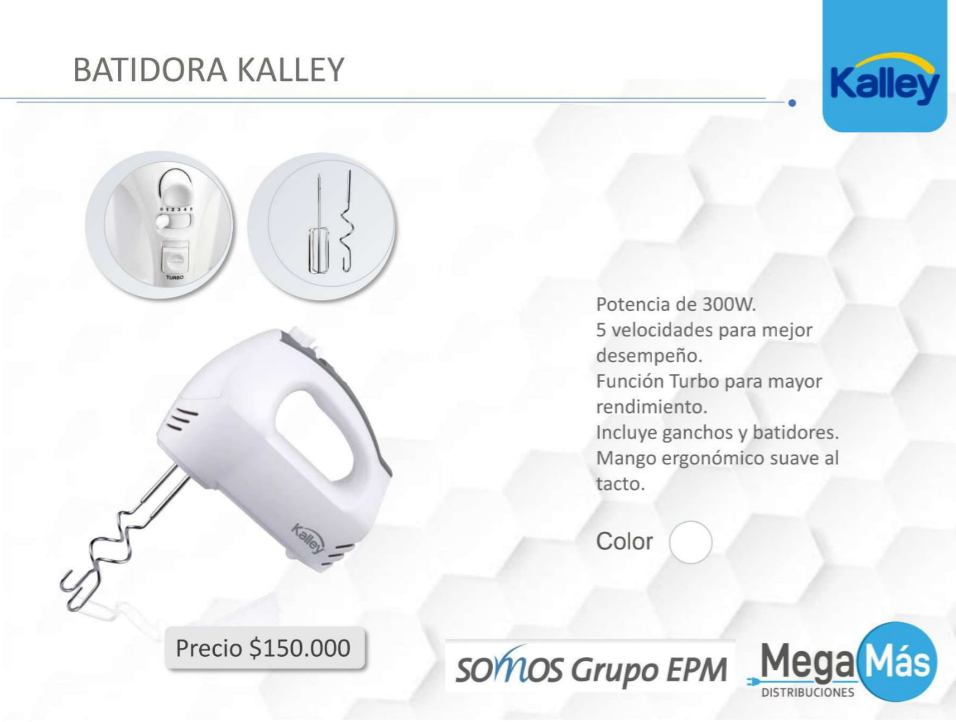 BATIDORA KALLEY
Kalley
TURBO
Potencia de 300W.
5 velocidades para mejor
desempeño.
Función Turbo para mayor
rendimiento.
Incluye ganchos y batidores.
Mango ergonómico suave al
tacto.
Kalley
Color
Precio $150.000
somos Grupo EPM
Mega Más
DISTRIBUCIONES